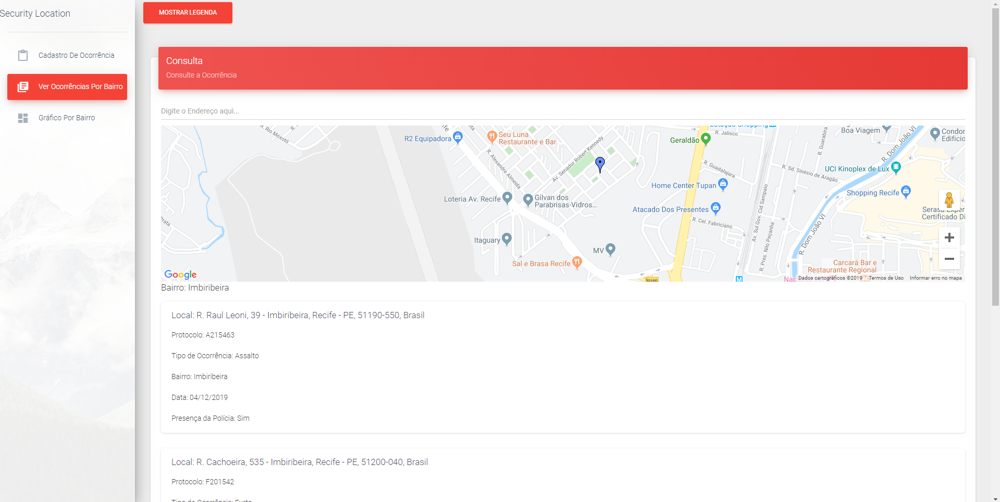 Security Location
MOSTRAR LEGENDA
Cadastro De Ocorrência
Ver Ocorrências Por Bairro
Gráfico Por Bairro
Consulta
Consulte a Ocorrência
Digite o Endereço aqui...
R. Rio Moxotó
R2 Equipadora
Seu Luna
Restaurante e Bar
R. Alexandre Almeida
Av. Senador Robert Kennedy
Geraldão
Estação Shopping
R. Jalisco
R. Guarabira
Boa Viagem
R. Dom João VI
Condor
Edifício
R. Guadalajara
R. Sd. Sinésio de Aragão
UCI Kinoplex de Lux
Home Center Tupan
Shopping Recife
Loteria Av. Recife
Gilvan dos
Parabrisas-Vidros...
Atacado Dos Presentes
R. Cel. Fabriciano
Av. Sul Gov. Cid Sampaio
R. Pres. Nilo Peçanha
R. Dom João VI
Serasa Exper
Certificado Di
Prata
Itaguary
MV
Sal e Brasa Recife
Carcará Bar e
Restaurante Regional
Ipsep
M
Google
Dados cartográficos ©2019 Termos de Uso Informar erro no mapa
Bairro: Imbiribeira
Local: R. Raul Leoni, 39 - Imbiribeira, Recife - PE, 51190-550, Brasil
Protocolo: A215463
Tipo de Ocorrência: Assalto
Bairro: Imbiribeira
Data: 04/12/2019
Presença da Polícia: Sim
Local: R. Cachoeira, 535 - Imbiribeira, Recife - PE, 51200-040, Brasil
Protocolo: F201542
Tipo de Ocorrência: Furto